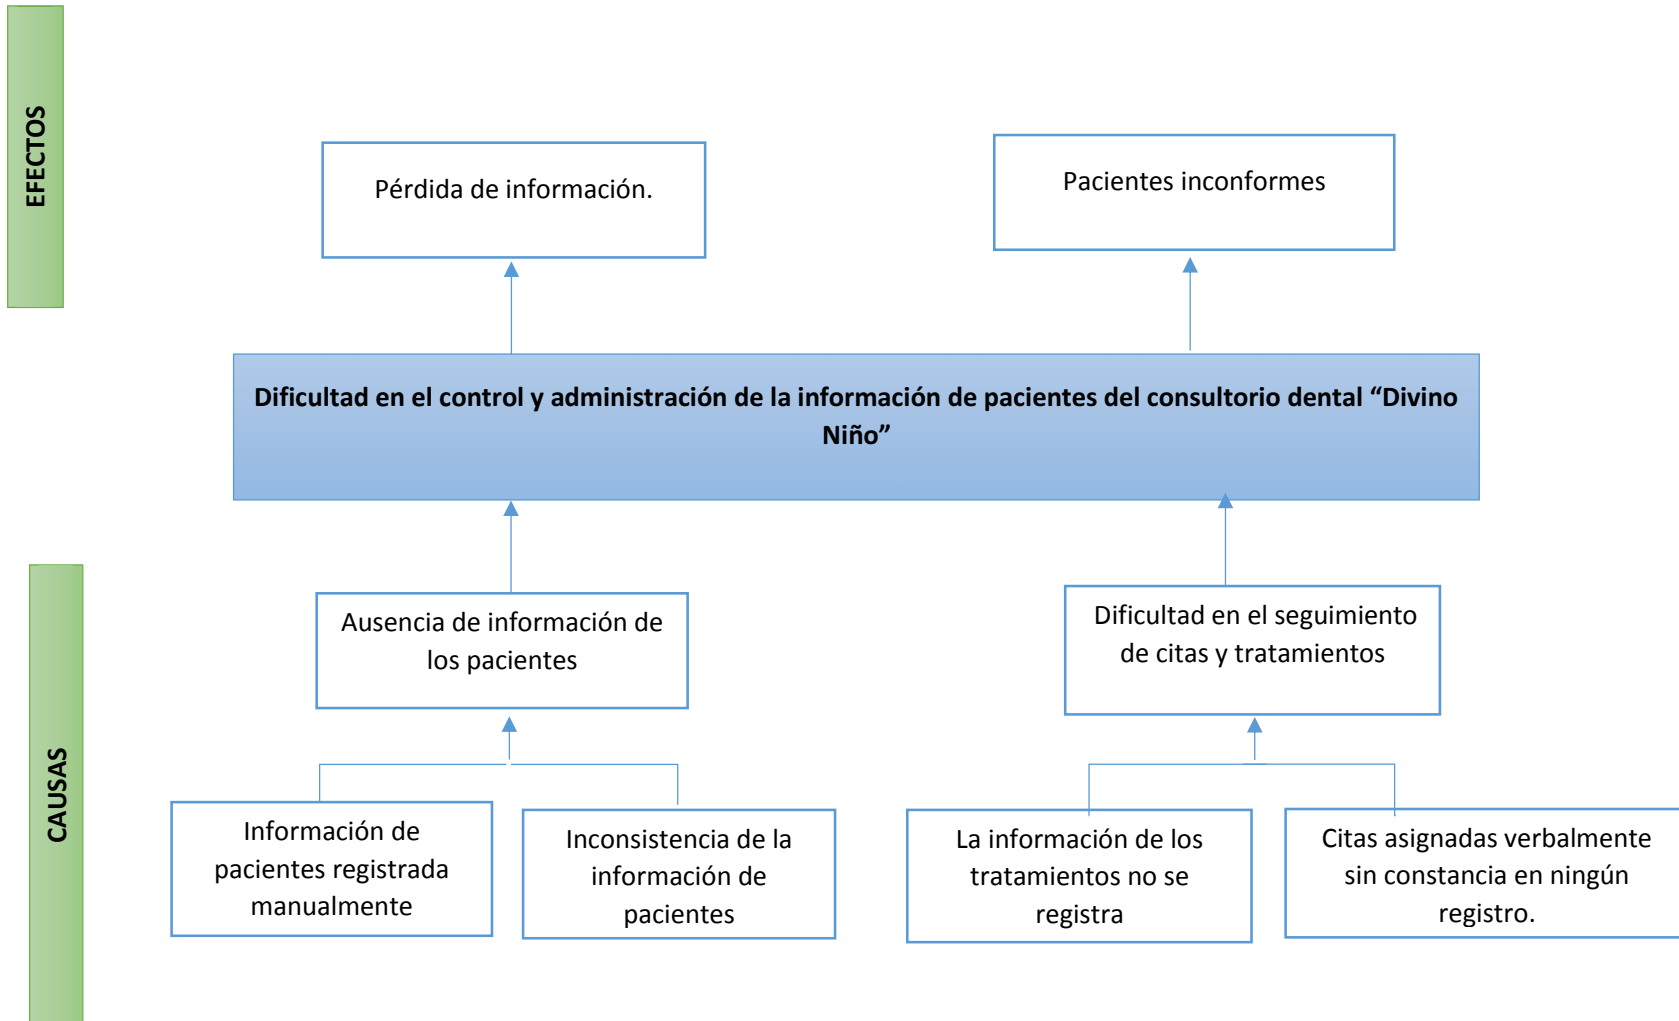 EFECTOS
Pérdida de información.
Pacientes inconformes
Dificultad en el control y administración de la información de pacientes del consultorio dental “Divino
Niño”
CAUSAS
Ausencia de información de
los pacientes
Dificultad en el seguimiento
de citas y tratamientos
Información de
pacientes registrada
manualmente
Inconsistencia de la
información de
pacientes
La información de los
tratamientos no se
registra
Citas asignadas verbalmente
sin constancia en ningún
registro.